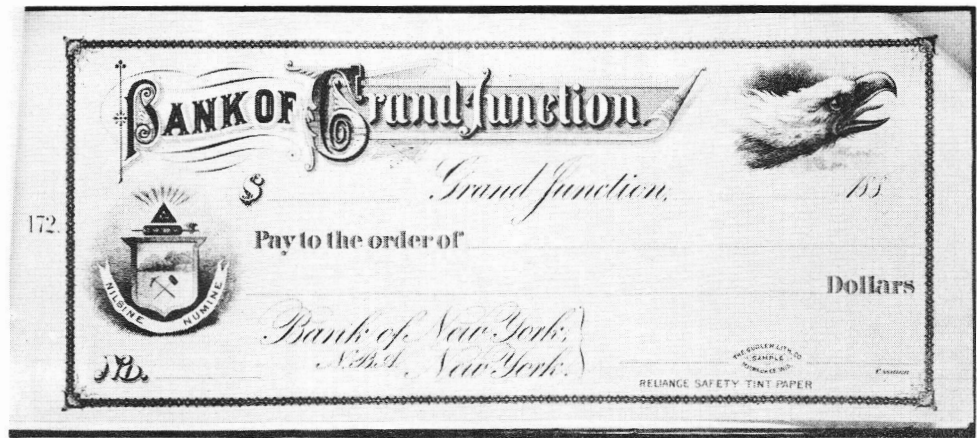 BANK OF Grand Junction.
$ Grand Junction, 188
172.
Pay to the order of
Dollars
NIL SINE NUMINE
Bank of New York,
N.B.A. New York.
No.
SAMPLE
RELIANCE SAFETY TINT PAPER
Cashier